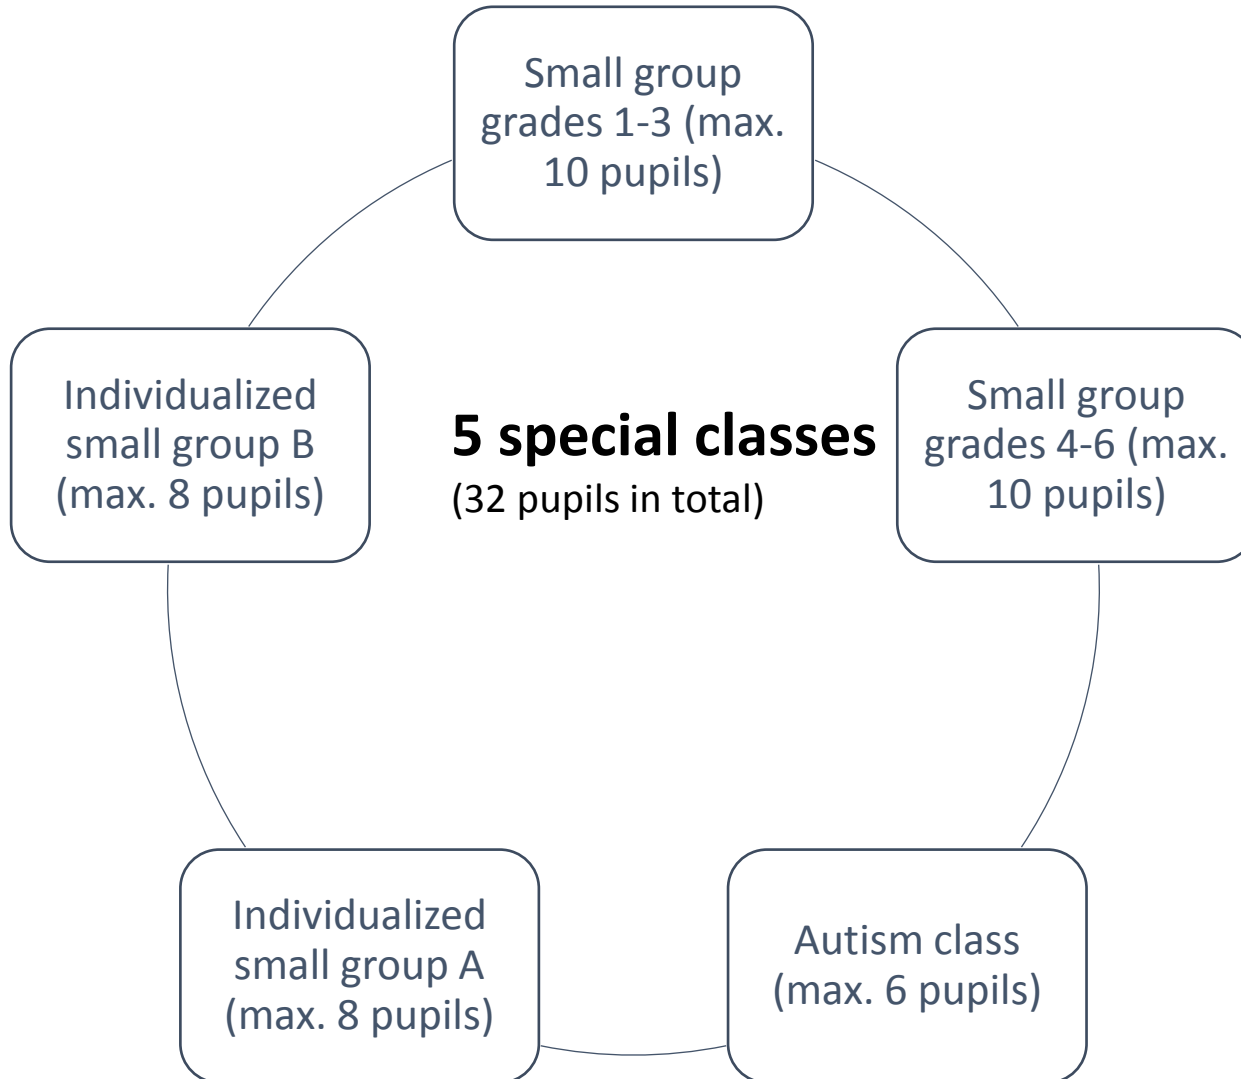 Small group
grades 1-3 (max.
10 pupils)
Individualized
small group B
(max. 8 pupils)
5 special classes
(32 pupils in total)
Small group
grades 4-6 (max.
10 pupils)
Individualized
small group A
(max. 8 pupils)
Autism class
(max. 6 pupils)